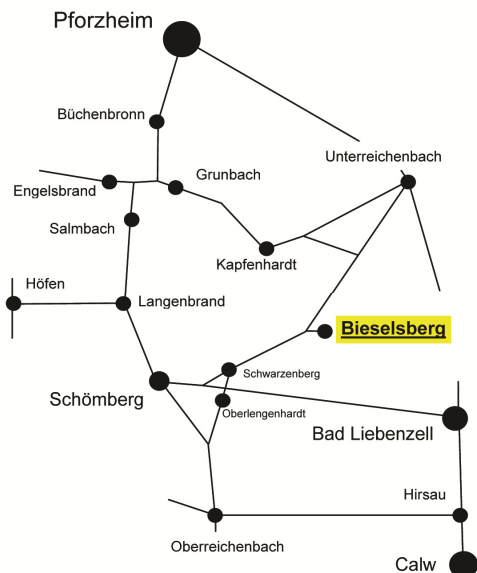 Pforzheim
Büchenbronn
Unterreichenbach
Grunbach
Engelsbrand
Salmbach
Kapfenhardt
Höfen
Langenbrand
Bieselsberg
Schwarzenberg
Schömberg
Oberlengenhardt
Bad Liebenzell
Hirsau
Oberreichenbach
Calw